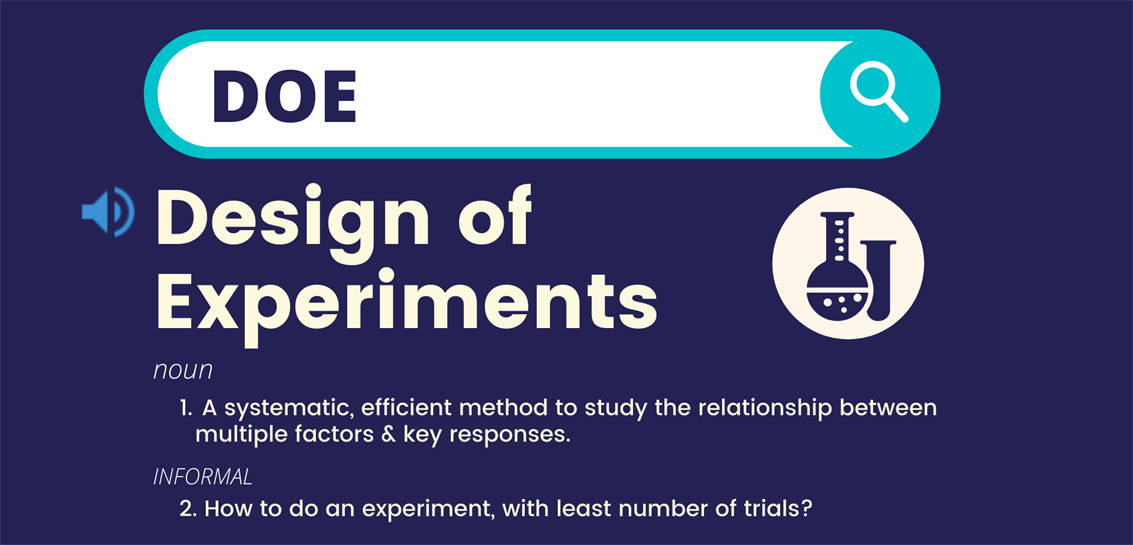 DOE
Design of
Experiments
noun
1. A systematic, efficient method to study the relationship between
multiple factors & key responses.
INFORMAL
2. How to do an experiment, with least number of trials?